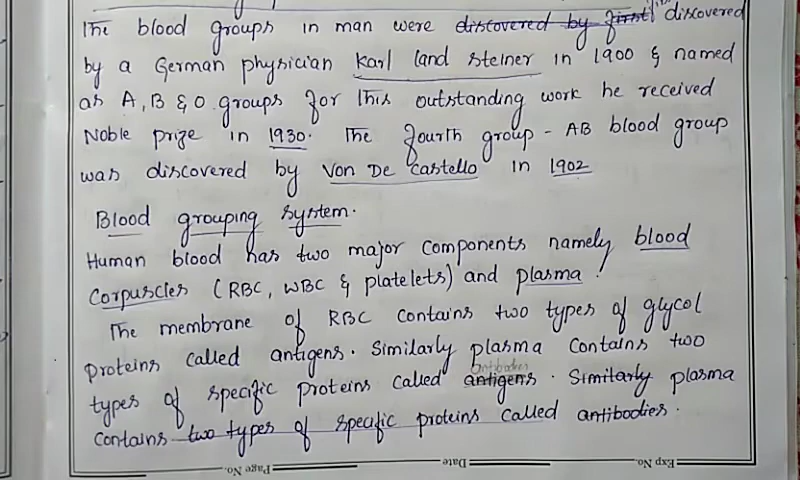 The blood groups in man were discovered by first discovered
by a German physician Karl land steiner in 1900 & named
as A, B & O groups for this outstanding work he received
Noble prize in 1930. The fourth group - AB blood group
was discovered by Von De Castello in 1902
Blood grouping system.
Human blood has two major components namely blood
Corpuscles (RBC, WBC & platelets) and plasma.
The membrane of RBC contains two types of glycol
proteins called antigens. Similarly plasma contains two
antibodies
types of specific proteins called antigens. Similarly plasma
contains two types of specific proteins called antibodies.
Page No.
Date
Exp No.